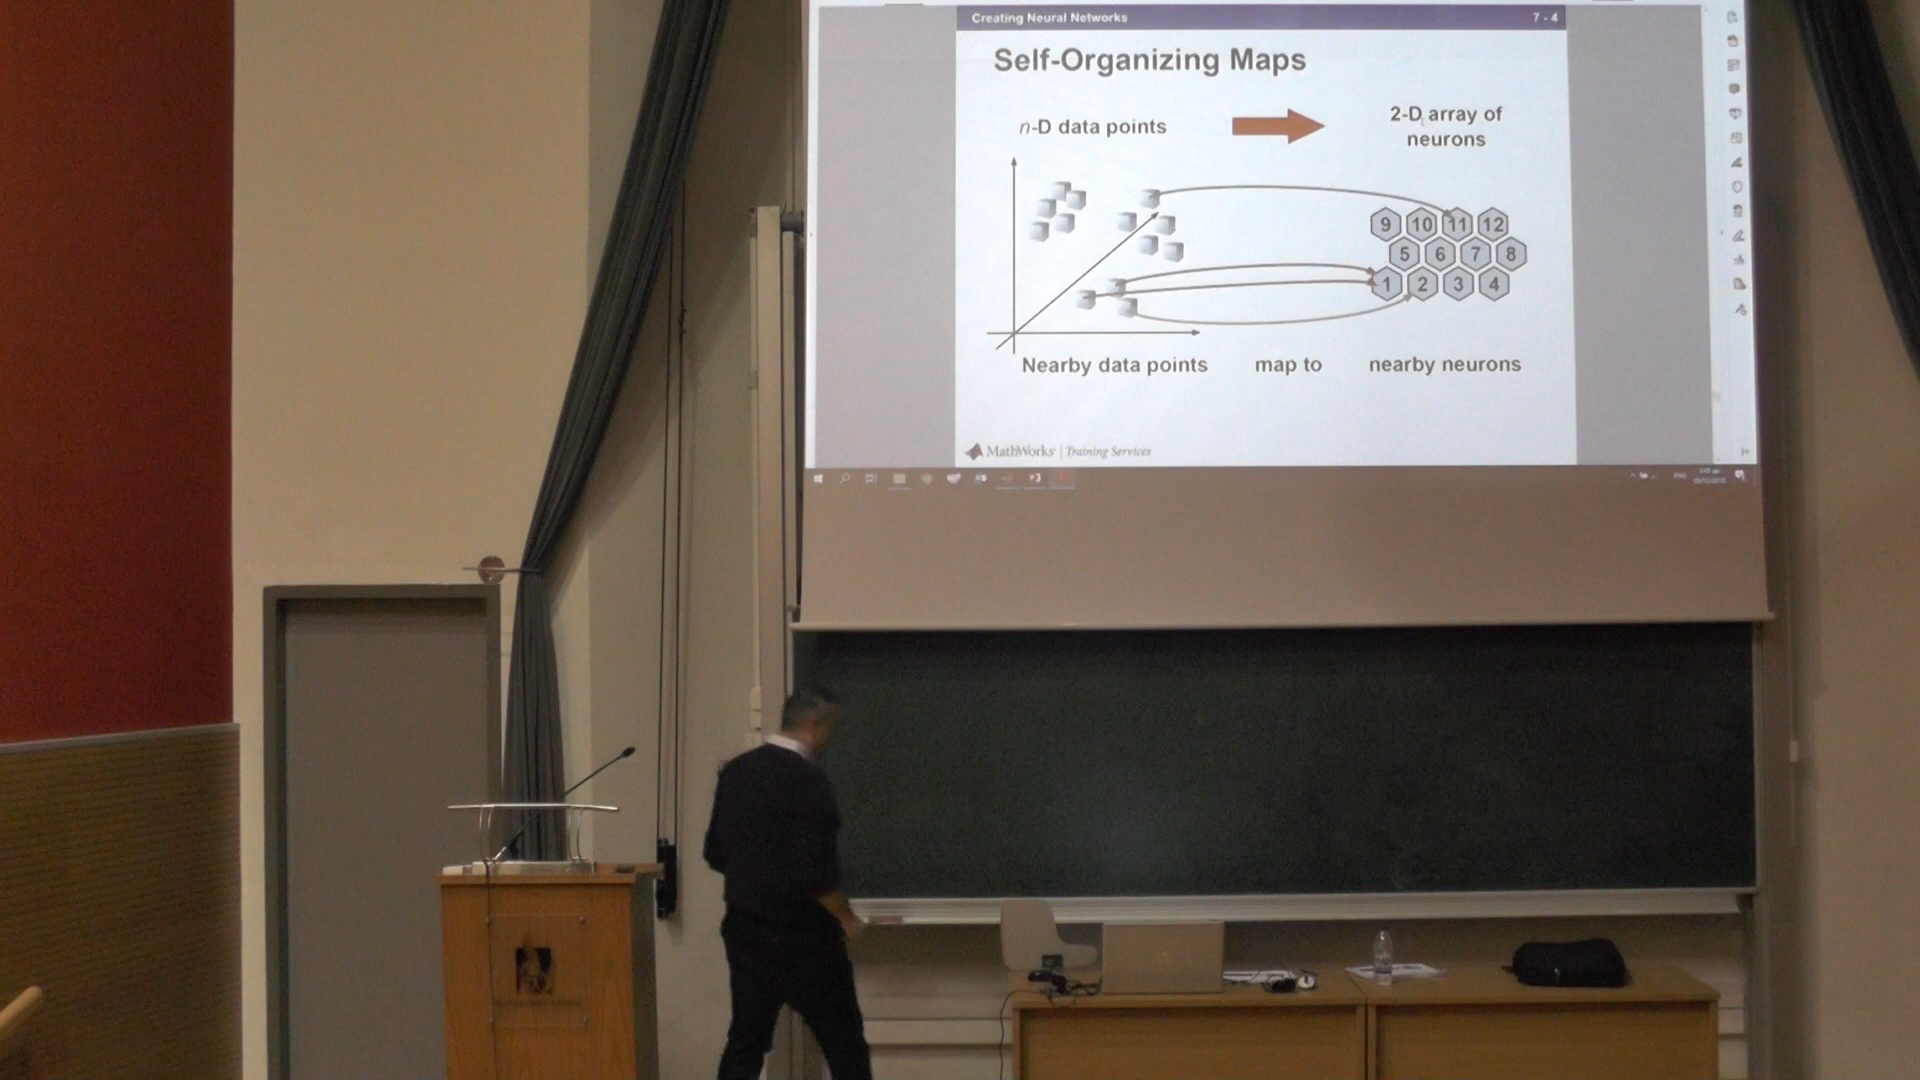 Creating Neural Networks 7 - 4
Self-Organizing Maps
n-D data points
2-D array of
neurons
9 10 11 12
5 6 7 8
1 2 3 4
Nearby data points map to nearby neurons
MathWorks | Training Services